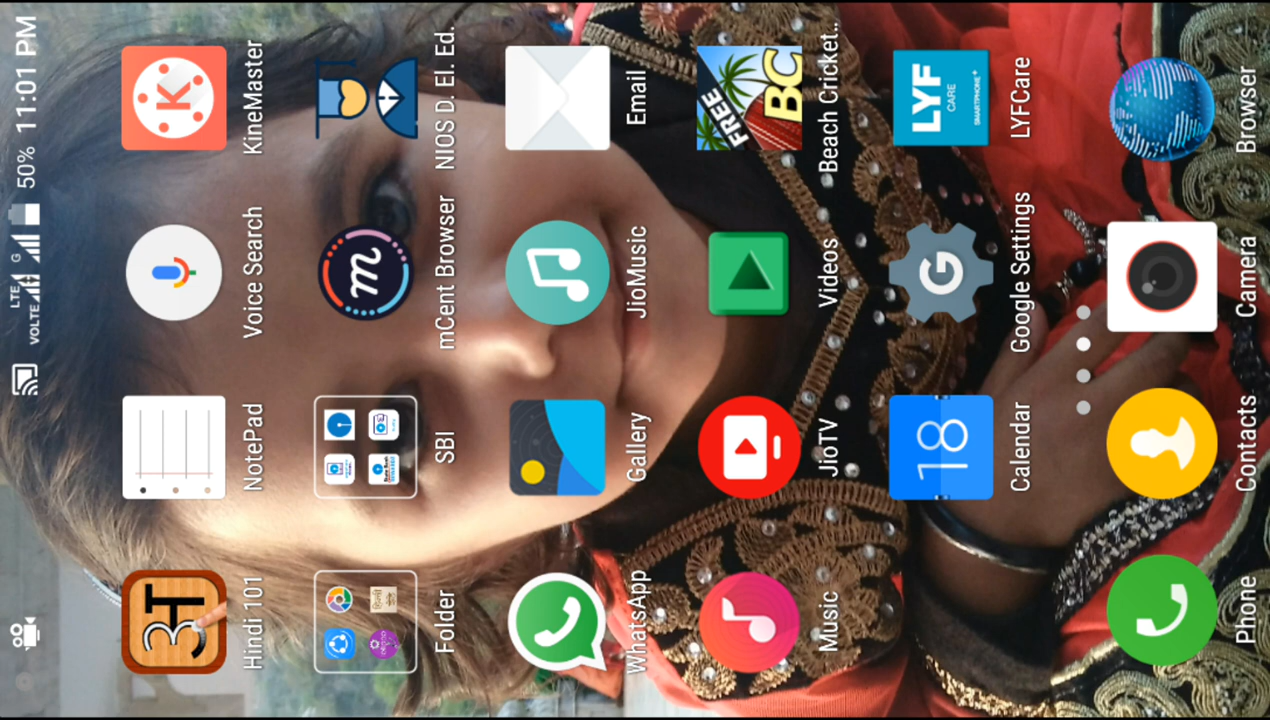 LTE G
VOLTE 50% 11:01 PM
अ K
Hindi 101 NotePad Voice Search KineMaster
m
Folder SBI mCent Browser NIOS D. El. Ed.
WhatsApp Gallery JioMusic Email
FREE
BC
Music JioTV Videos Beach Cricket..
18 G LYF
CARE
SMARTPHONE+
Calendar Google Settings LYFCare
Phone Contacts Camera Browser